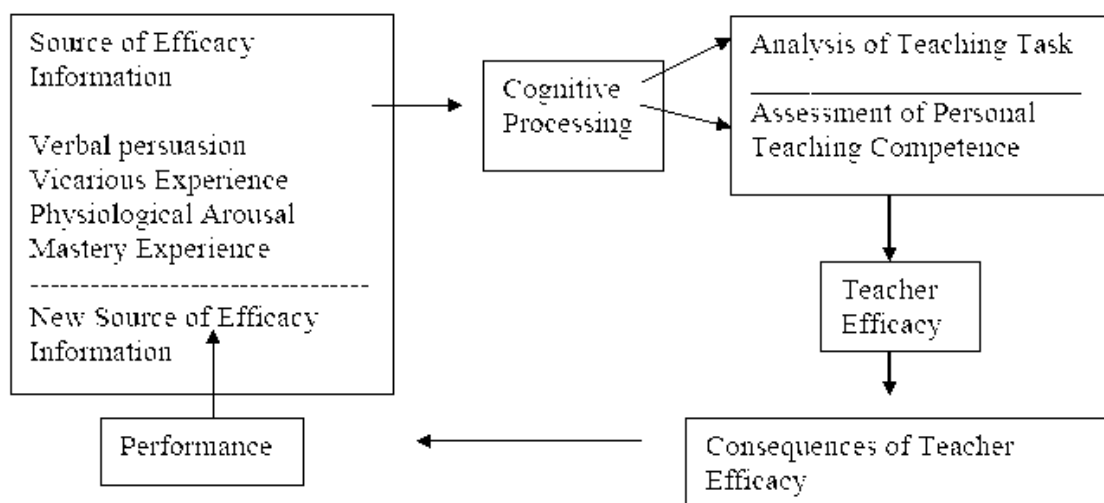 Source of Efficacy
Information
Verbal persuasion
Vicarious Experience
Physiological Arousal
Mastery Experience
----------------------------------
New Source of Efficacy
Information
Performance
Cognitive
Processing
Analysis of Teaching Task
Assessment of Personal
Teaching Competence
Teacher
Efficacy
Consequences of Teacher
Efficacy